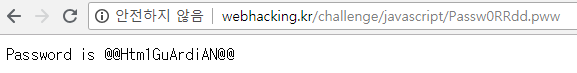 안전하지 않음 webhacking.kr/challenge/javascript/Passw0RRdd.pww
Password is @@Htm1GuArdiAN@@